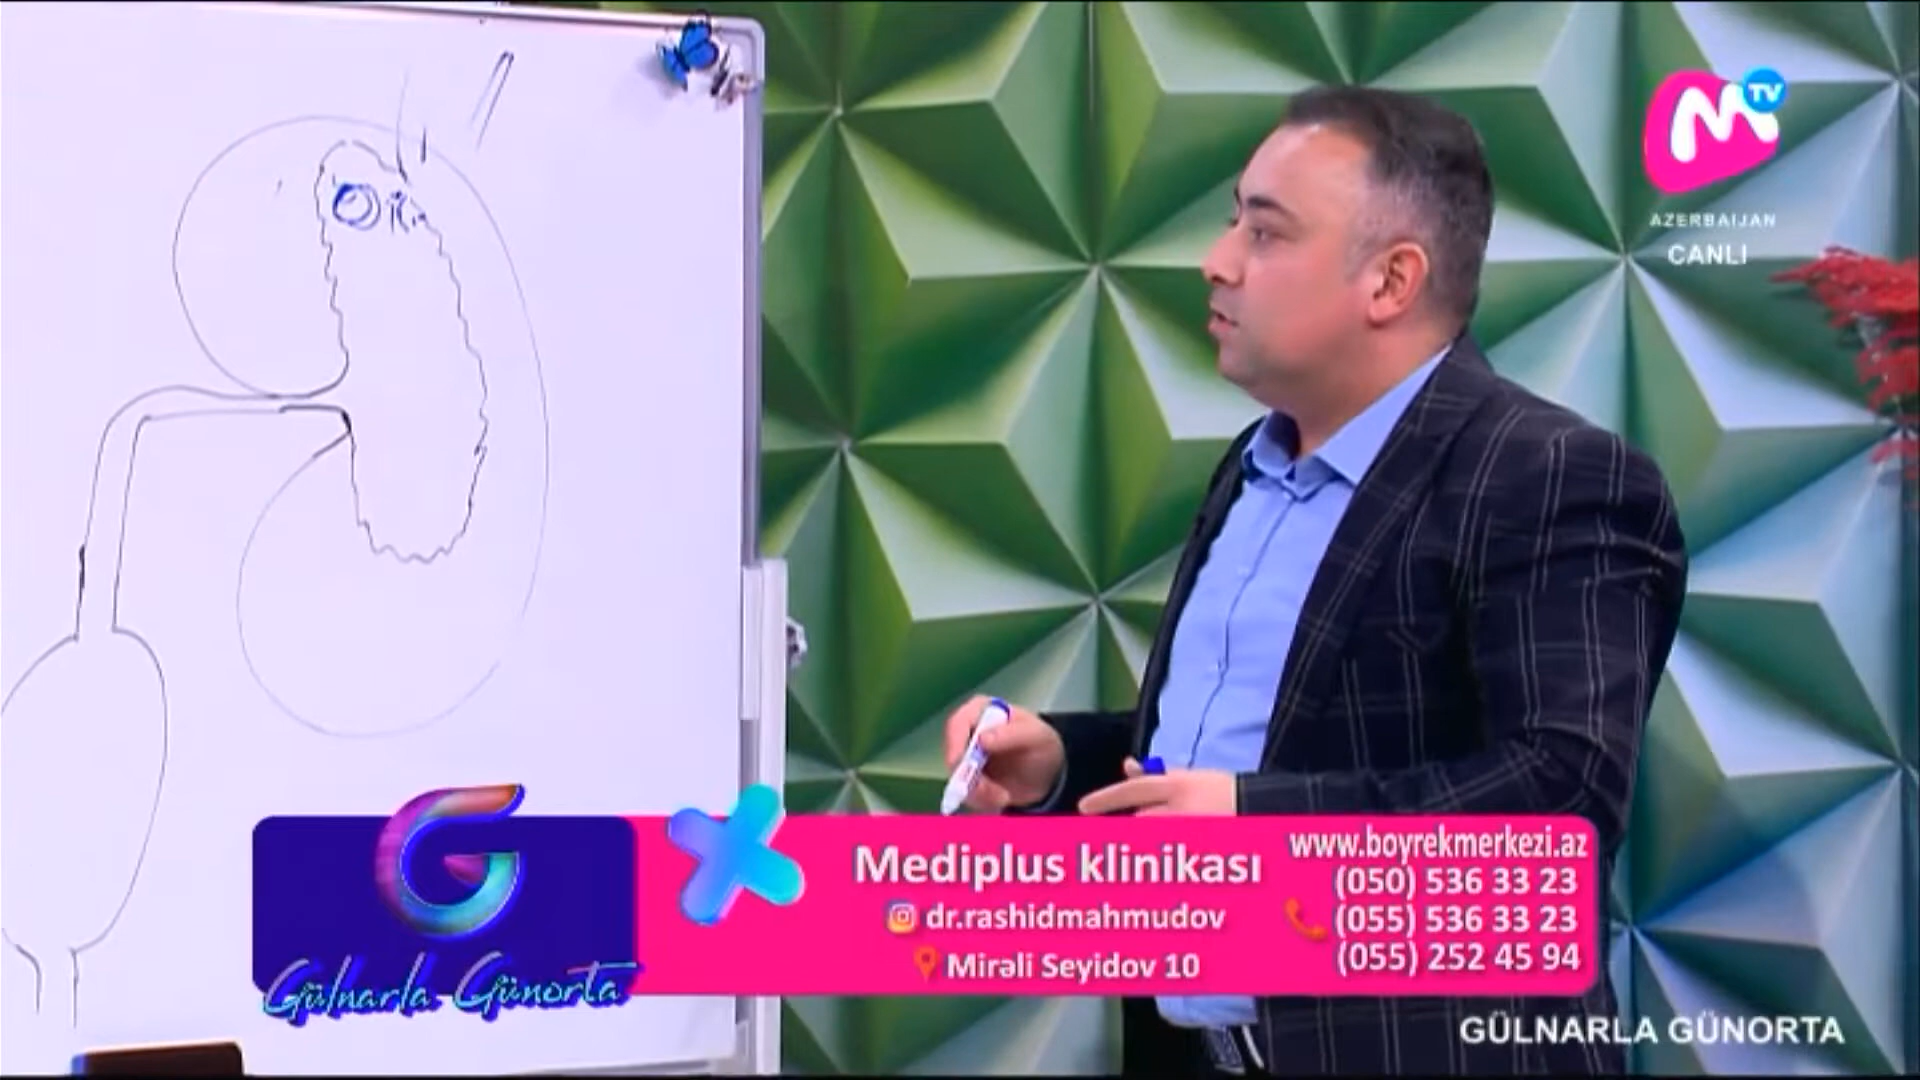 M TV
AZERBAIJAN
CANLI
Mediplus klinikası
dr.rashidmahmudov
Mirəli Seyidov 10
www.boyrekmerkezi.az
(050) 536 33 23
(055) 536 33 23
(055) 252 45 94
G
Gülnarla Günorta
GÜLNARLA GÜNORTA